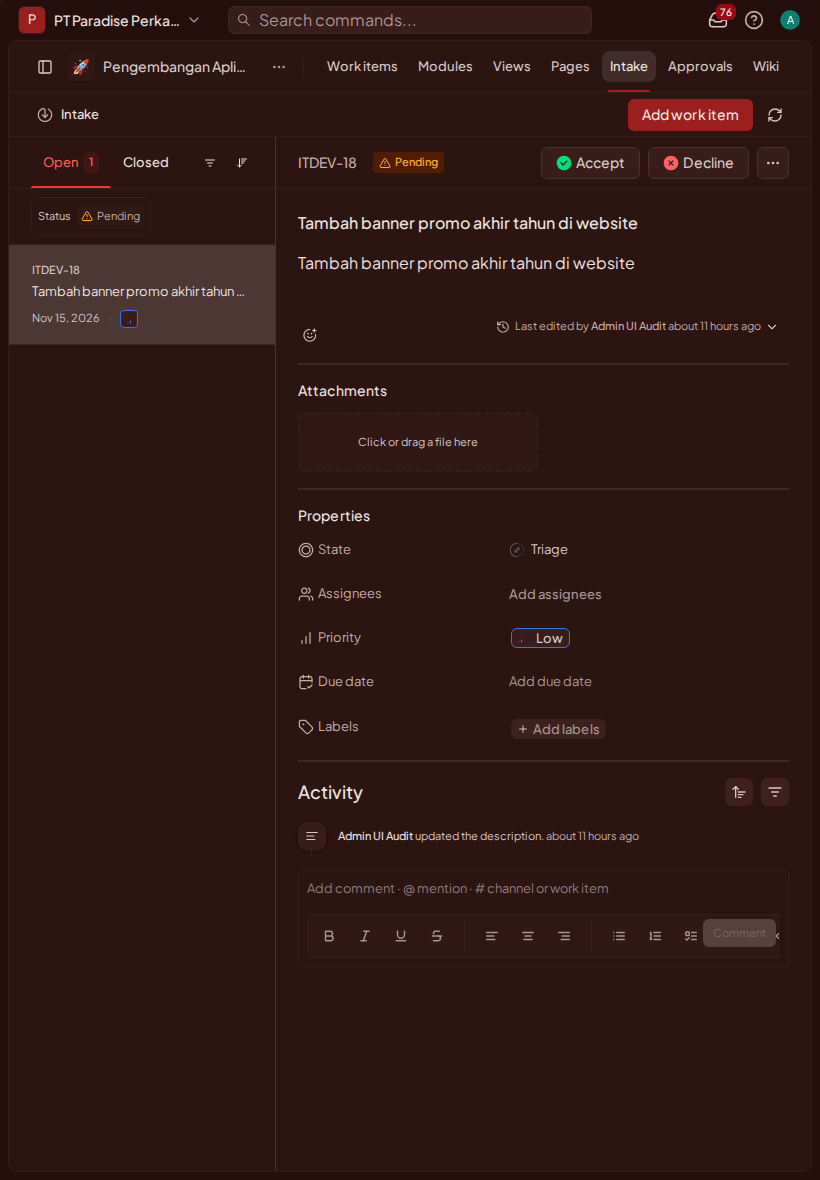 P PT Paradise Perka... Search commands... 76 A
Pengembangan Apli... Work items Modules Views Pages Intake Approvals Wiki
Intake Add work item
Open 1 Closed
ITDEV-18 Pending Accept Decline
Status Pending
ITDEV-18
Tambah banner promo akhir tahun ...
Nov 15, 2026
Tambah banner promo akhir tahun di website
Tambah banner promo akhir tahun di website
Last edited by Admin UI Audit about 11 hours ago
Attachments
Click or drag a file here
Properties
State Triage
Assignees Add assignees
Priority Low
Due date Add due date
Labels + Add labels
Activity
Admin UI Audit updated the description. about 11 hours ago
Add comment · @ mention · # channel or work item
B I U S Comment